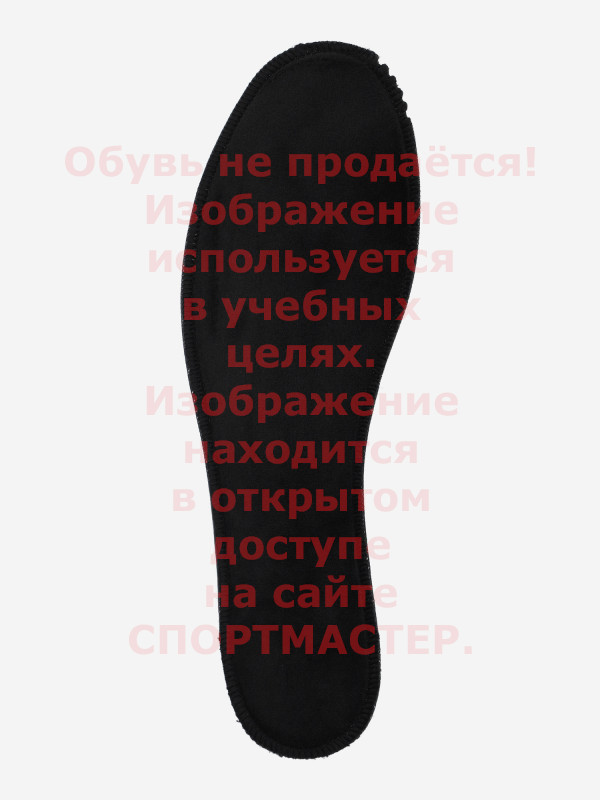 Обувь не продаётся!
Изображение
используется
в учебных
целях.
Изображение
находится
в открытом
доступе
на сайте
СПОРТМАСТЕР.